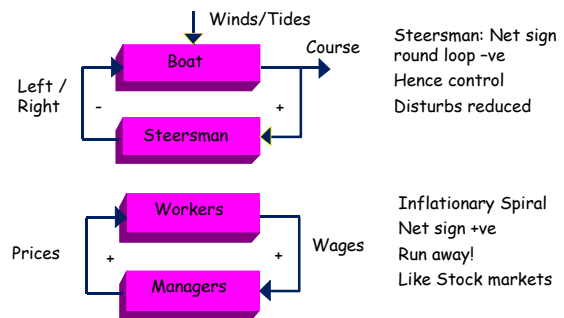 Winds/Tides
Boat
Course
Left /
Right
-
+
Steersman
Steersman: Net sign
round loop –ve
Hence control
Disturbs reduced
Workers
Prices
+
+
Wages
Managers
Inflationary Spiral
Net sign +ve
Run away!
Like Stock markets